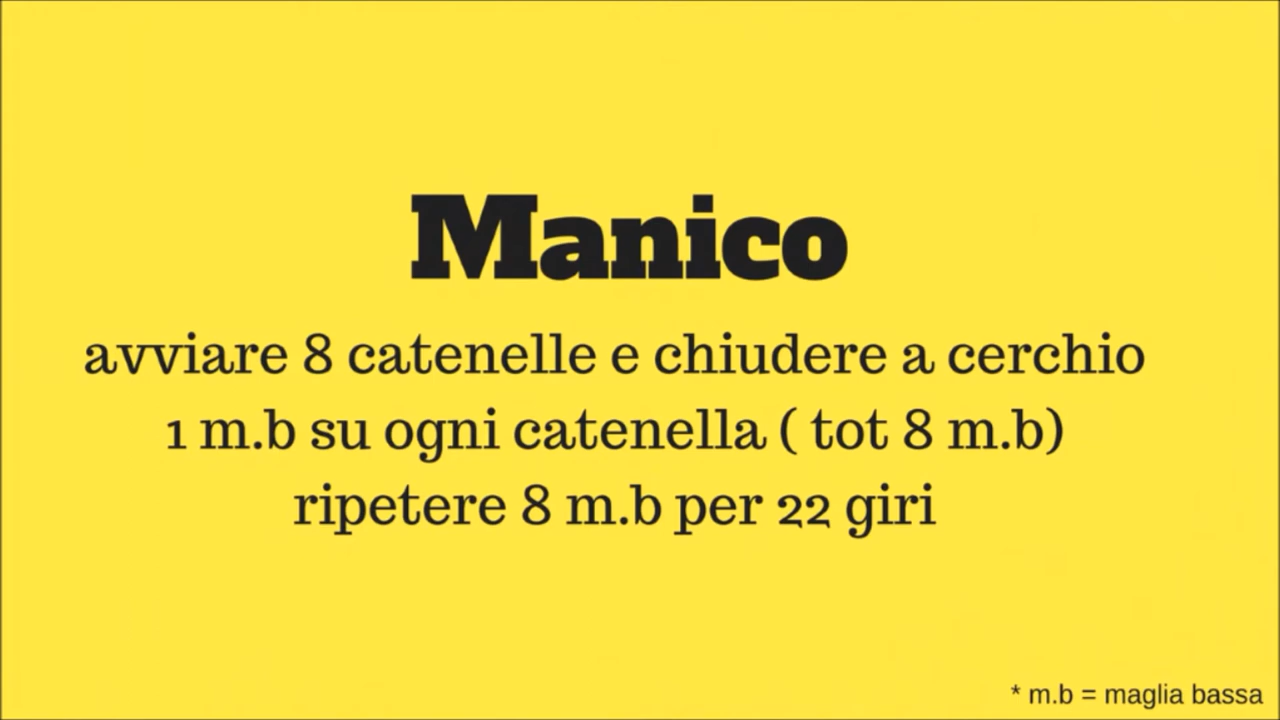 Manico
avviare 8 catenelle e chiudere a cerchio
1 m.b su ogni catenella ( tot 8 m.b)
ripetere 8 m.b per 22 giri
* m.b = maglia bassa